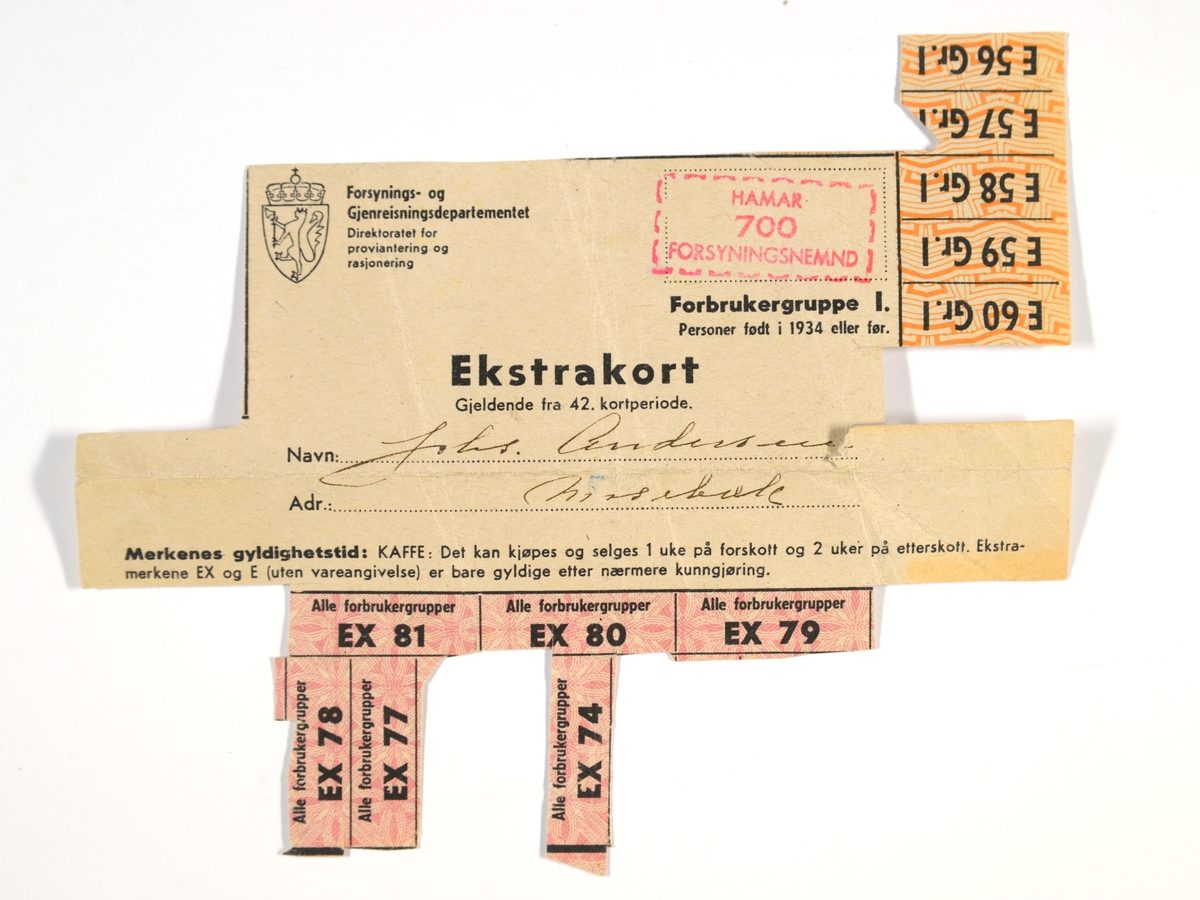 E 56 Gr. I
E 57 Gr. I
E 58 Gr. I
E 59 Gr. I
E 60 Gr. I
Forsynings- og
Gjenreisningsdepartementet
Direktoratet for
proviantering og
rasjonering
HAMAR
700
FORSYNINGSNEMND
Forbrukergruppe I.
Personer født i 1934 eller før.
Ekstrakort
Gjeldende fra 42. kortperiode.
Navn: Johs. Andersen
Adr.:
Merkenes gyldighetstid: KAFFE: Det kan kjøpes og selges 1 uke på forskott og 2 uker på etterskott. Ekstra-
merkene EX og E (uten vareangivelse) er bare gyldige etter nærmere kunngjøring.
Alle forbrukergrupper
EX 81
Alle forbrukergrupper
EX 80
Alle forbrukergrupper
EX 79
Alle forbrukergrupper
EX 78
Alle forbrukergrupper
EX 77
Alle forbrukergrupper
EX 74